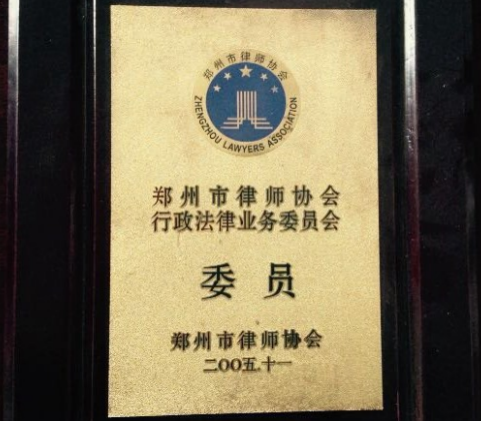 郑州市律师协会
ZHENGZHOU LAWYERS ASSOCIATION
郑州市律师协会
行政法律业务委员会
委员
郑州市律师协会
二OO五.十一